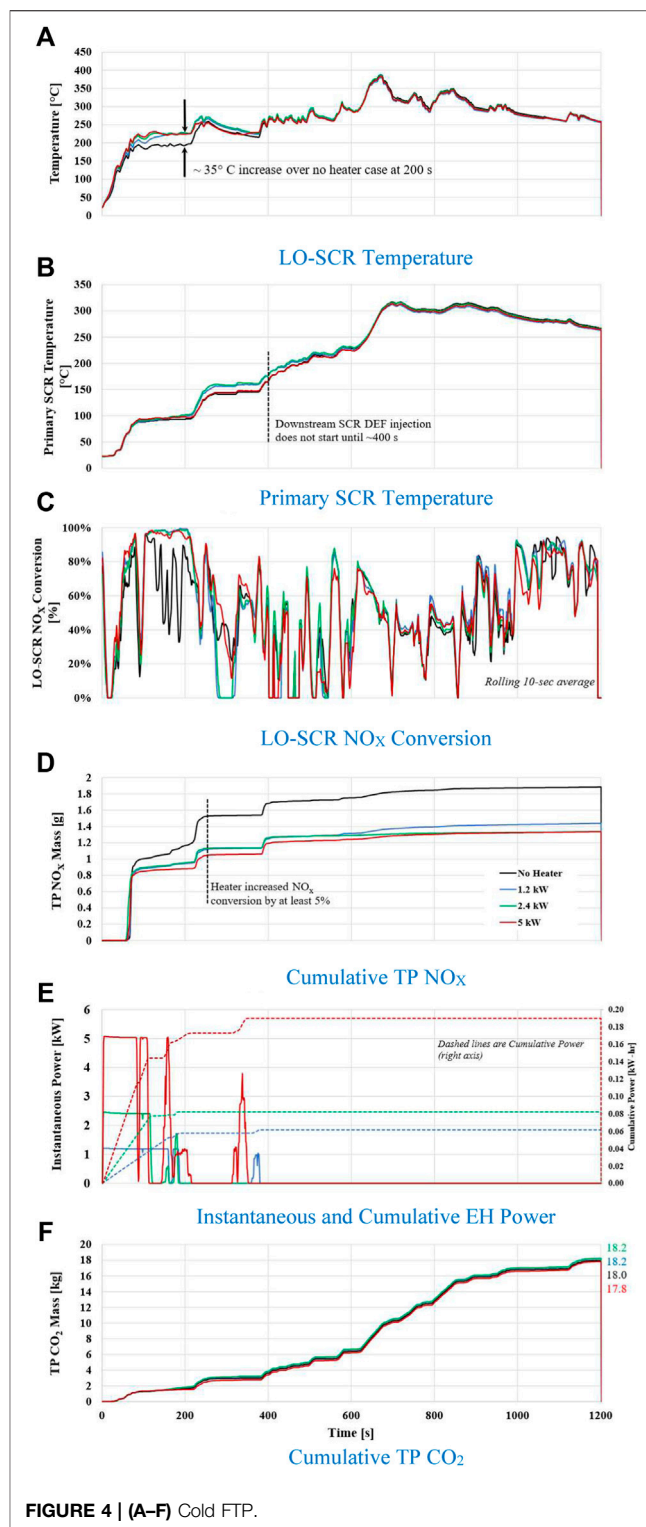 A
Temperature [°C]
450
400
350
300
250
200
150
100
50
0
~ 35° C increase over no heater case at 200 s
LO-SCR Temperature
B
Primary SCR Temperature
[°C]
350
300
250
200
150
100
50
0
Downstream SCR DEF injection
does not start until ~400 s
Primary SCR Temperature
C
LO-SCR NOX Conversion
[%]
100%
80%
60%
40%
20%
0%
Rolling 10-sec average
LO-SCR NOX Conversion
D
TP NOX Mass [g]
2
1.8
1.6
1.4
1.2
1
0.8
0.6
0.4
0.2
0
Heater increased NOX
conversion by at least 5%
No Heater
1.2 kW
2.4 kW
5 kW
Cumulative TP NOX
E
Instantaneous Power [kW]
6
5
4
3
2
1
0
Dashed lines are Cumulative Power
(right axis)
0.20
0.18
0.16
0.14
0.12
0.10
0.08
0.06
0.04
0.02
0.00
Cumulative Power [kW-hr]
Instantaneous and Cumulative EH Power
F
TP CO2 Mass [kg]
20
18
16
14
12
10
8
6
4
2
0
18.2
18.2
18.0
17.8
0 200 400 600 800 1000 1200
Time [s]
Cumulative TP CO2
FIGURE 4 | (A–F) Cold FTP.